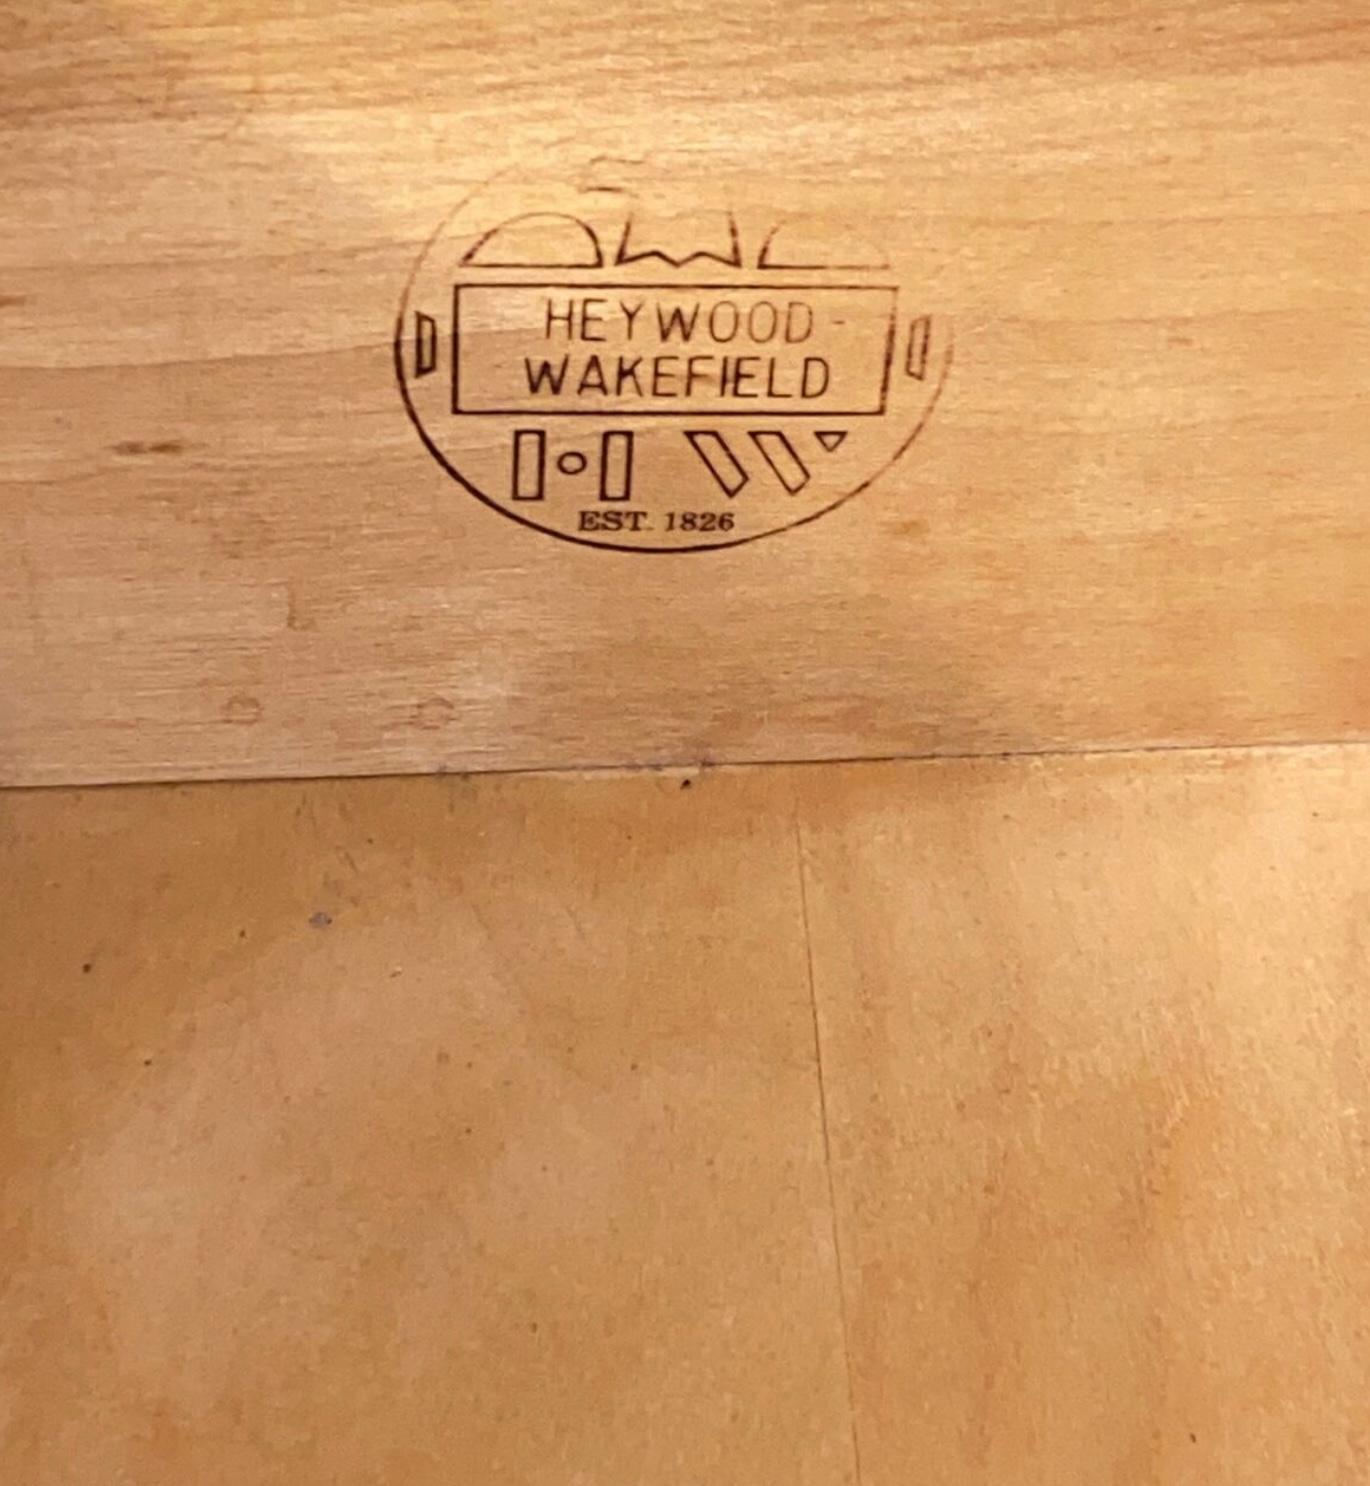 HEYWOOD-
WAKEFIELD
EST. 1826